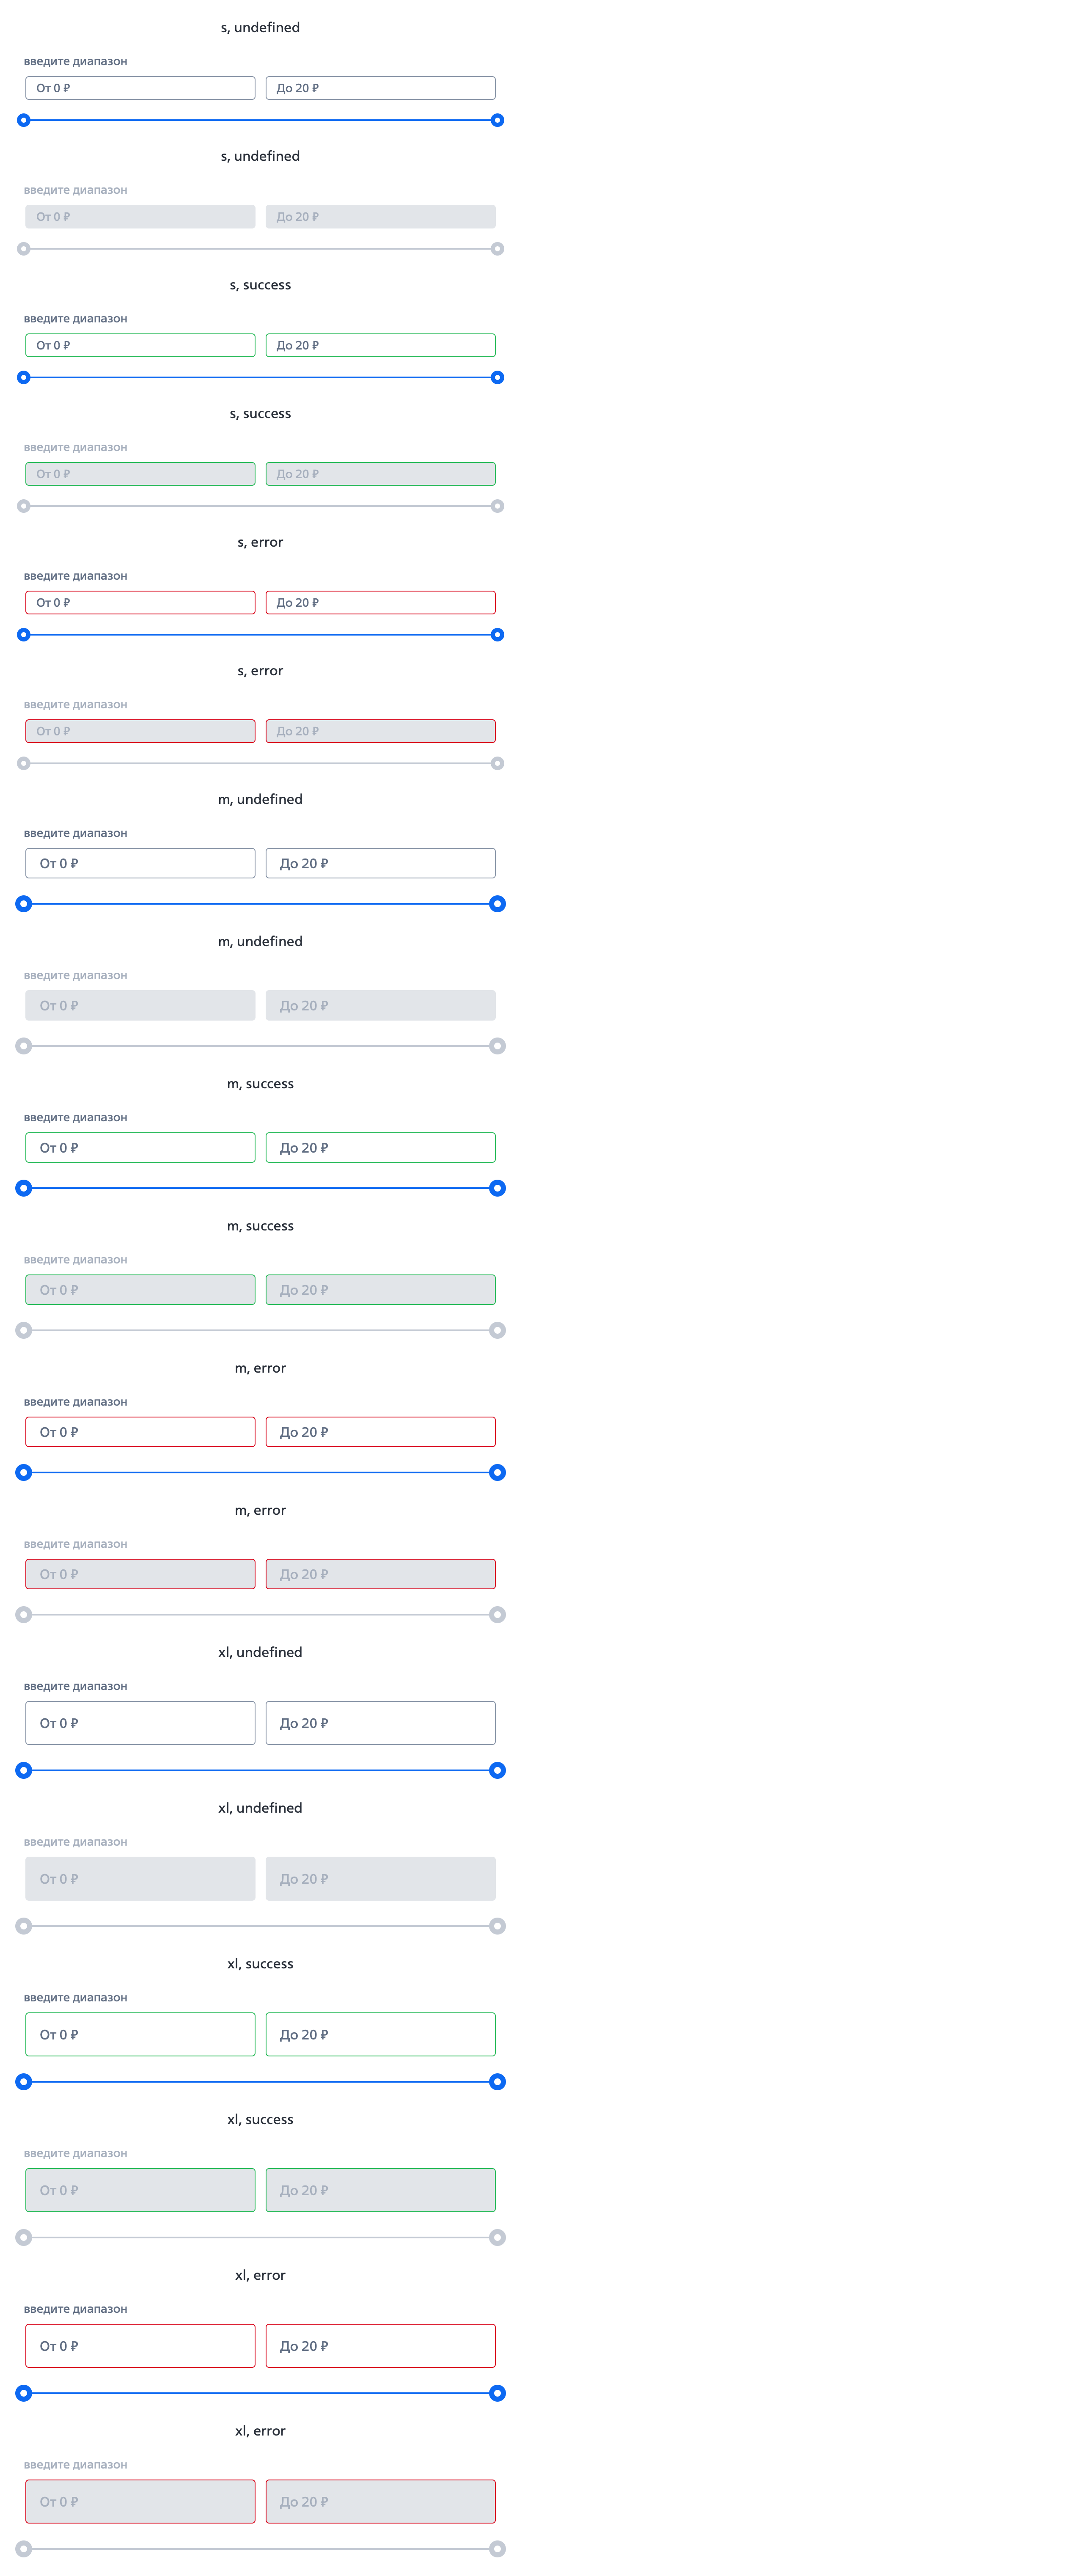 s, undefined
введите диапазон
От 0 ₽ До 20 ₽
s, undefined
введите диапазон
От 0 ₽ До 20 ₽
s, success
введите диапазон
От 0 ₽ До 20 ₽
s, success
введите диапазон
От 0 ₽ До 20 ₽
s, error
введите диапазон
От 0 ₽ До 20 ₽
s, error
введите диапазон
От 0 ₽ До 20 ₽
m, undefined
введите диапазон
От 0 ₽ До 20 ₽
m, undefined
введите диапазон
От 0 ₽ До 20 ₽
m, success
введите диапазон
От 0 ₽ До 20 ₽
m, success
введите диапазон
От 0 ₽ До 20 ₽
m, error
введите диапазон
От 0 ₽ До 20 ₽
m, error
введите диапазон
От 0 ₽ До 20 ₽
xl, undefined
введите диапазон
От 0 ₽ До 20 ₽
xl, undefined
введите диапазон
От 0 ₽ До 20 ₽
xl, success
введите диапазон
От 0 ₽ До 20 ₽
xl, success
введите диапазон
От 0 ₽ До 20 ₽
xl, error
введите диапазон
От 0 ₽ До 20 ₽
xl, error
введите диапазон
От 0 ₽ До 20 ₽